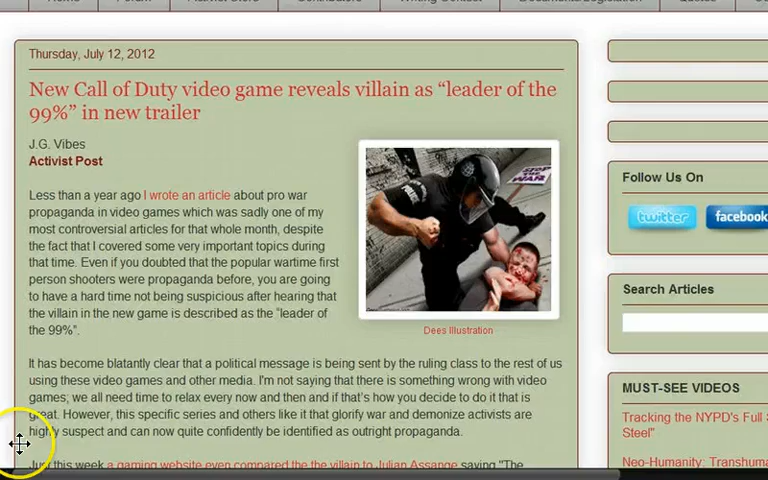 Thursday, July 12, 2012
New Call of Duty video game reveals villain as “leader of the
99%” in new trailer
J.G. Vibes
Activist Post
Less than a year ago I wrote an article about pro war
propaganda in video games which was sadly one of my
most controversial articles for that whole month, despite
the fact that I covered some very important topics during
that time. Even if you doubted that the popular wartime first
person shooters were propaganda before, you are going
to have a hard time not being suspicious after hearing that
the villain in the new game is described as the “leader of
the 99%”.
STOP
THE
WAR
POLICE
Dees Illustration
It has become blatantly clear that a political message is being sent by the ruling class to the rest of us
using these video games and other media. I'm not saying that there is something wrong with video
games; we all need time to relax every now and then and if that's how you decide to do it that is
great. However, this specific series and others like it that glorify war and demonize activists are
highly suspect and can now quite confidently be identified as outright propaganda.
Just this week a gaming website even compared the the villain to Julian Assange saying "The
Follow Us On
twitter facebook
Search Articles
MUST-SEE VIDEOS
Tracking the NYPD's Full
Steel"
Neo-Humanity: